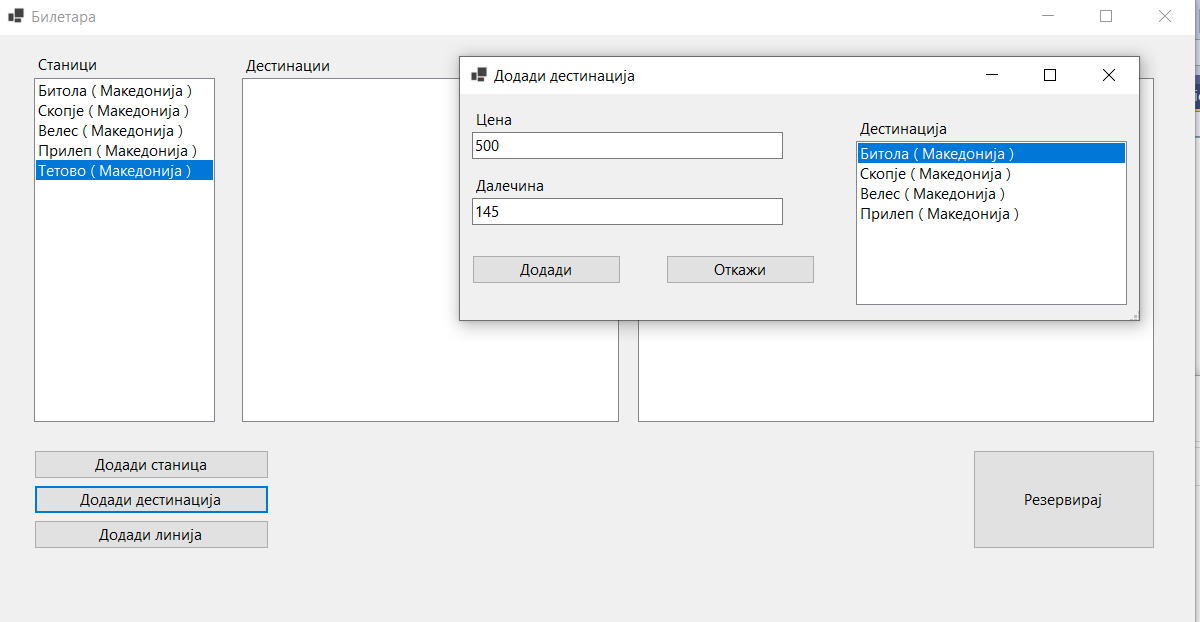 Билетара
Станици
Битола ( Македонија )
Скопје ( Македонија )
Велес ( Македонија )
Прилеп ( Македонија )
Тетово ( Македонија )
Дестинации
Додади дестинација
Цена
500
Далечина
145
Додади
Откажи
Дестинација
Битола ( Македонија )
Скопје ( Македонија )
Велес ( Македонија )
Прилеп ( Македонија )
Додади станица
Додади дестинација
Додади линија
Резервирај